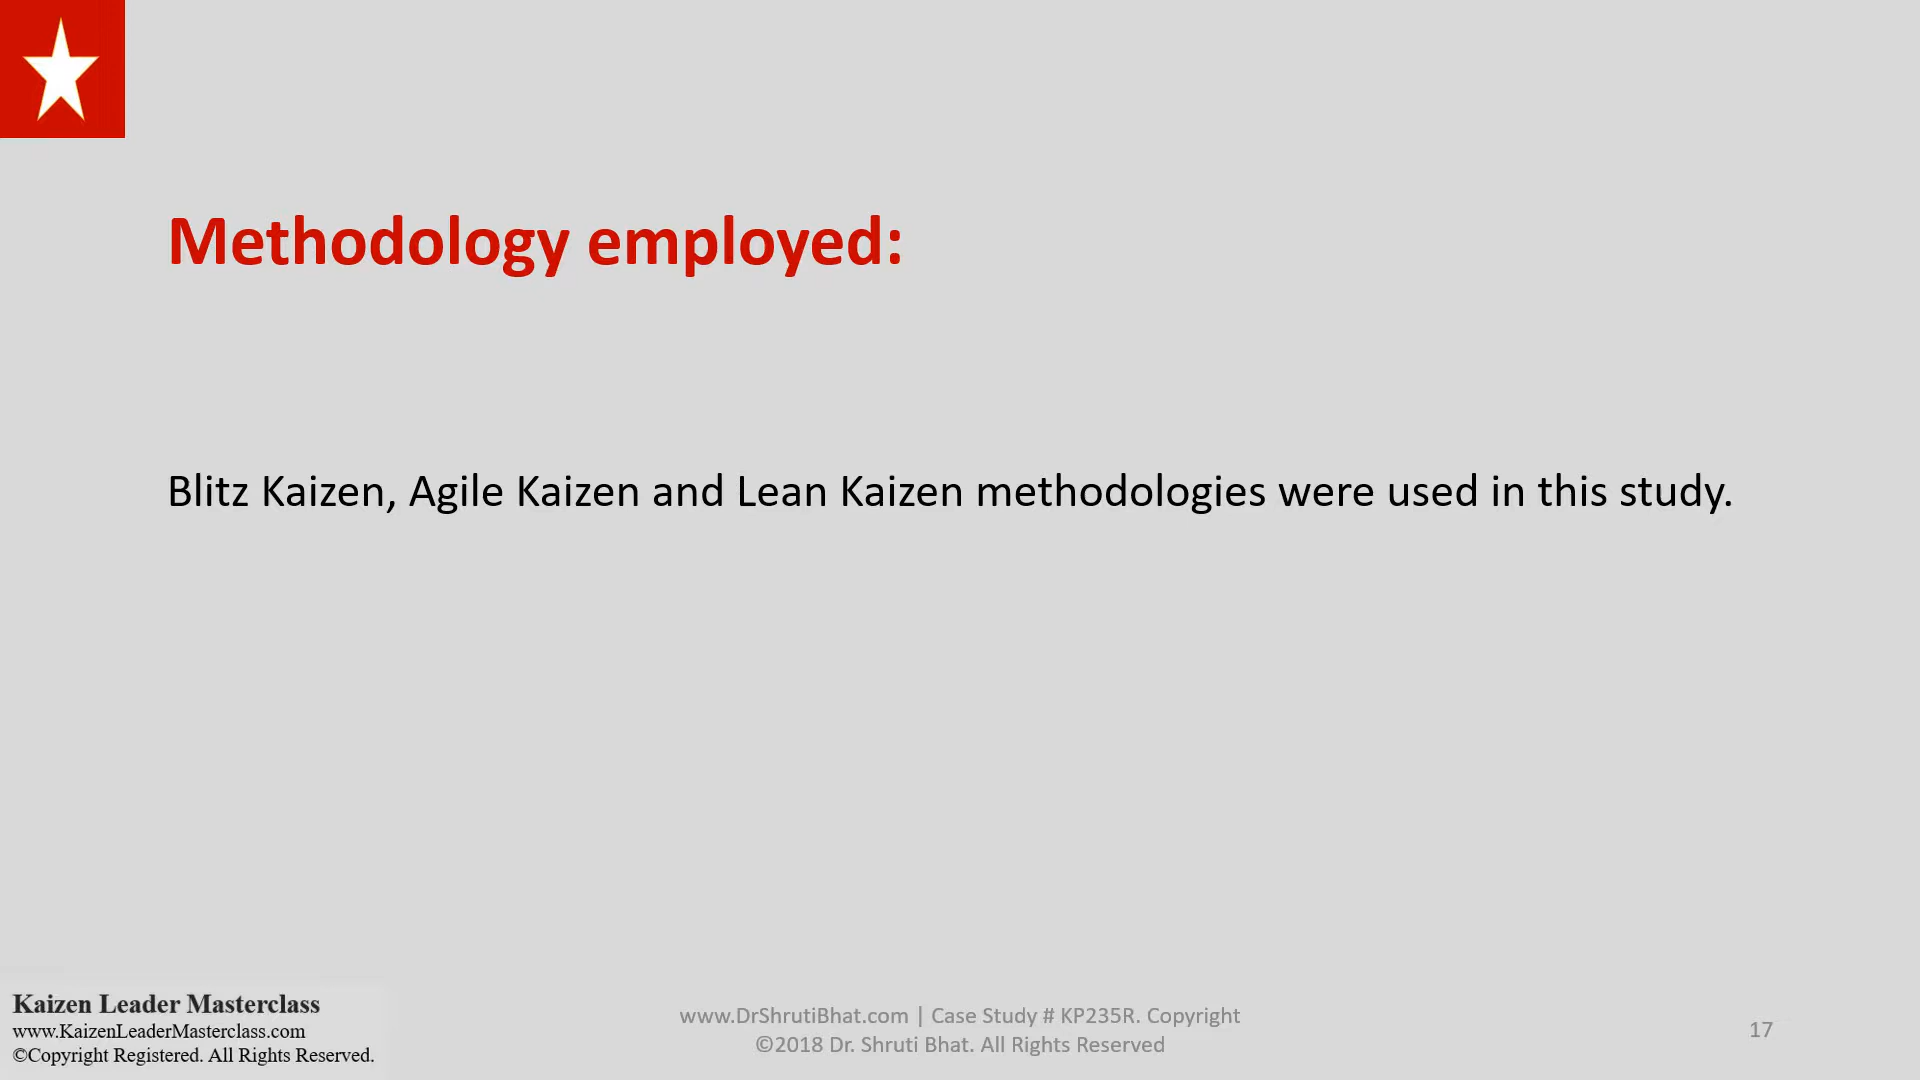 Methodology employed:
Blitz Kaizen, Agile Kaizen and Lean Kaizen methodologies were used in this study.
Kaizen Leader Masterclass
www.KaizenLeaderMasterclass.com
©Copyright Registered. All Rights Reserved.
www.DrShrutiBhat.com | Case Study # KP235R. Copyright
©2018 Dr. Shruti Bhat. All Rights Reserved
17